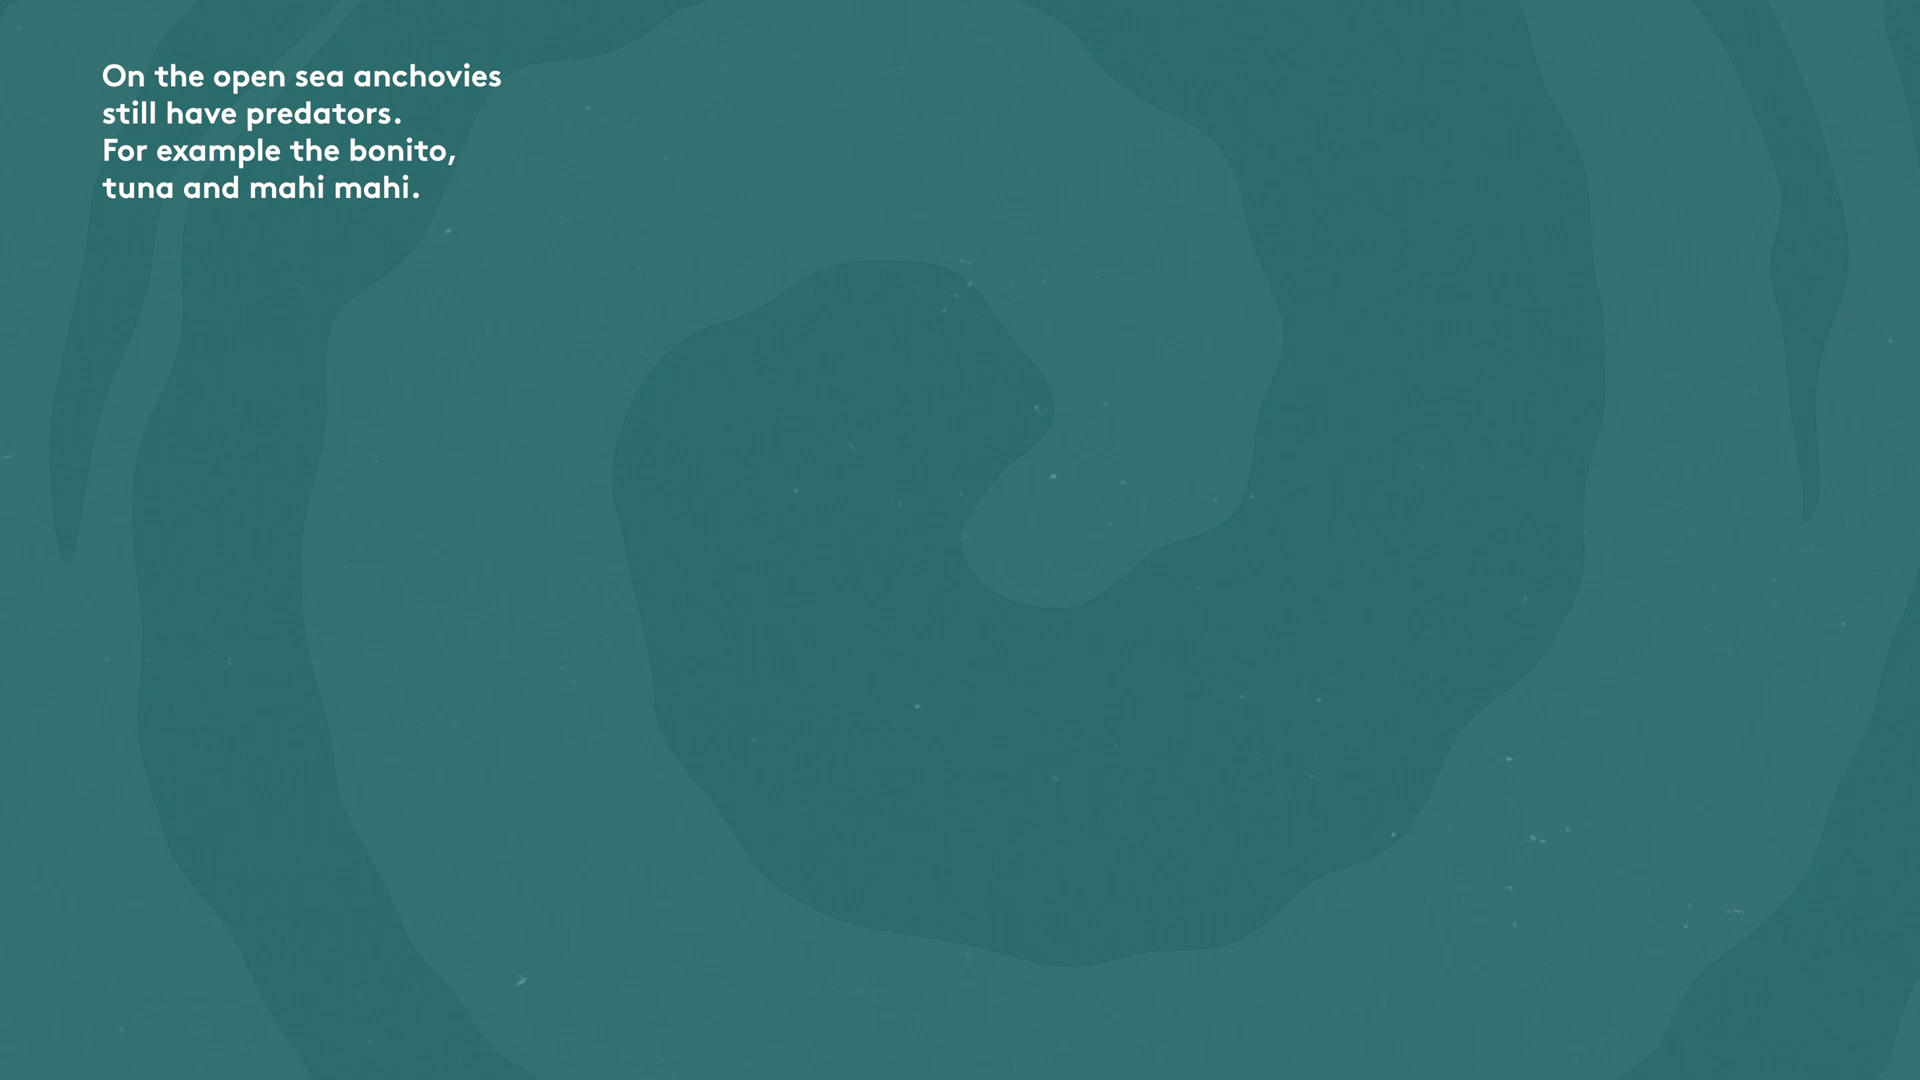 On the open sea anchovies
still have predators.
For example the bonito,
tuna and mahi mahi.